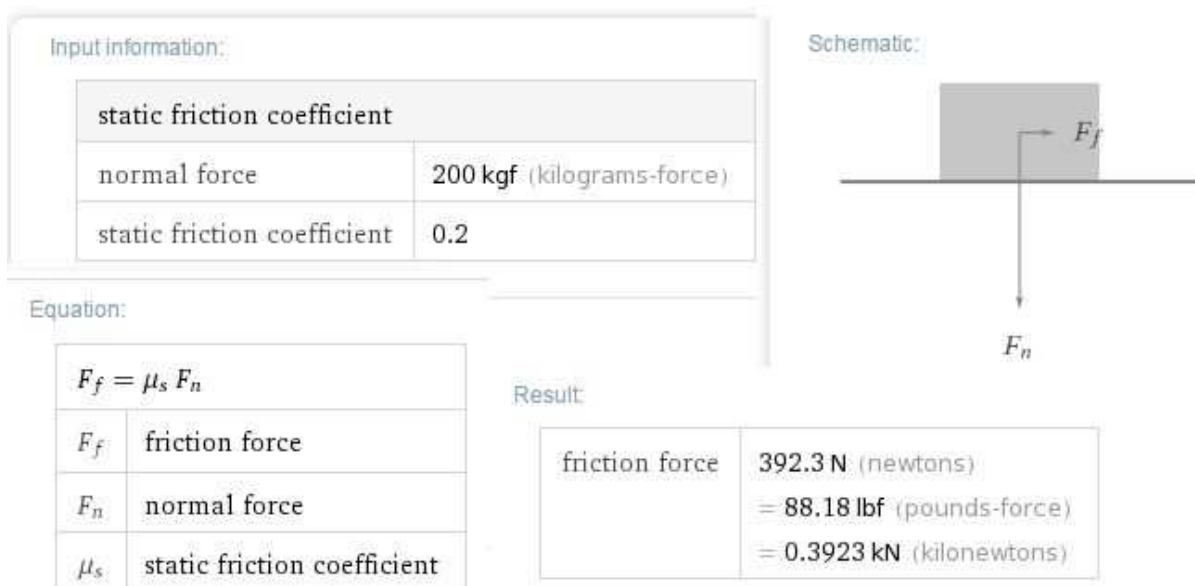 Input information:
static friction coefficient
normal force 200 kgf (kilograms-force)
static friction coefficient 0.2
Schematic:
F_f
F_n
Equation:
F_f = μ_s F_n
F_f friction force
F_n normal force
μ_s static friction coefficient
Result:
friction force 392.3 N (newtons)
= 88.18 lbf (pounds-force)
= 0.3923 kN (kilonewtons)